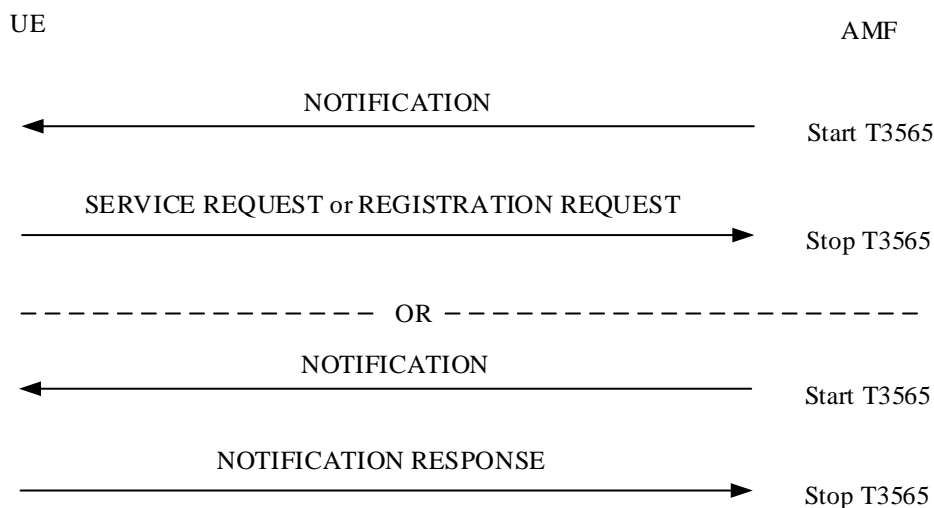 UE
AMF
NOTIFICATION
Start T3565
SERVICE REQUEST or REGISTRATION REQUEST
Stop T3565
OR
NOTIFICATION
Start T3565
NOTIFICATION RESPONSE
Stop T3565